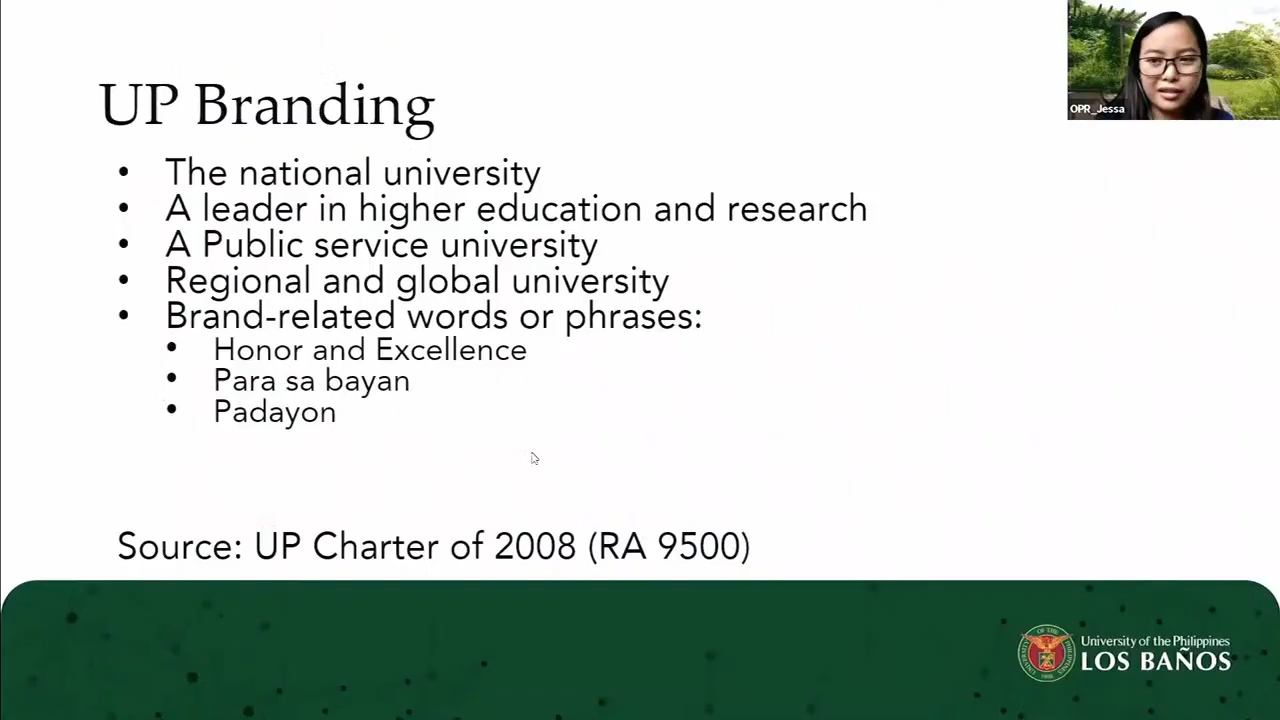 UP Branding
OPR_Jessa
• The national university
• A leader in higher education and research
• A Public service university
• Regional and global university
• Brand-related words or phrases:
• Honor and Excellence
• Para sa bayan
• Padayon
Source: UP Charter of 2008 (RA 9500)
University of the Philippines
LOS BAÑOS